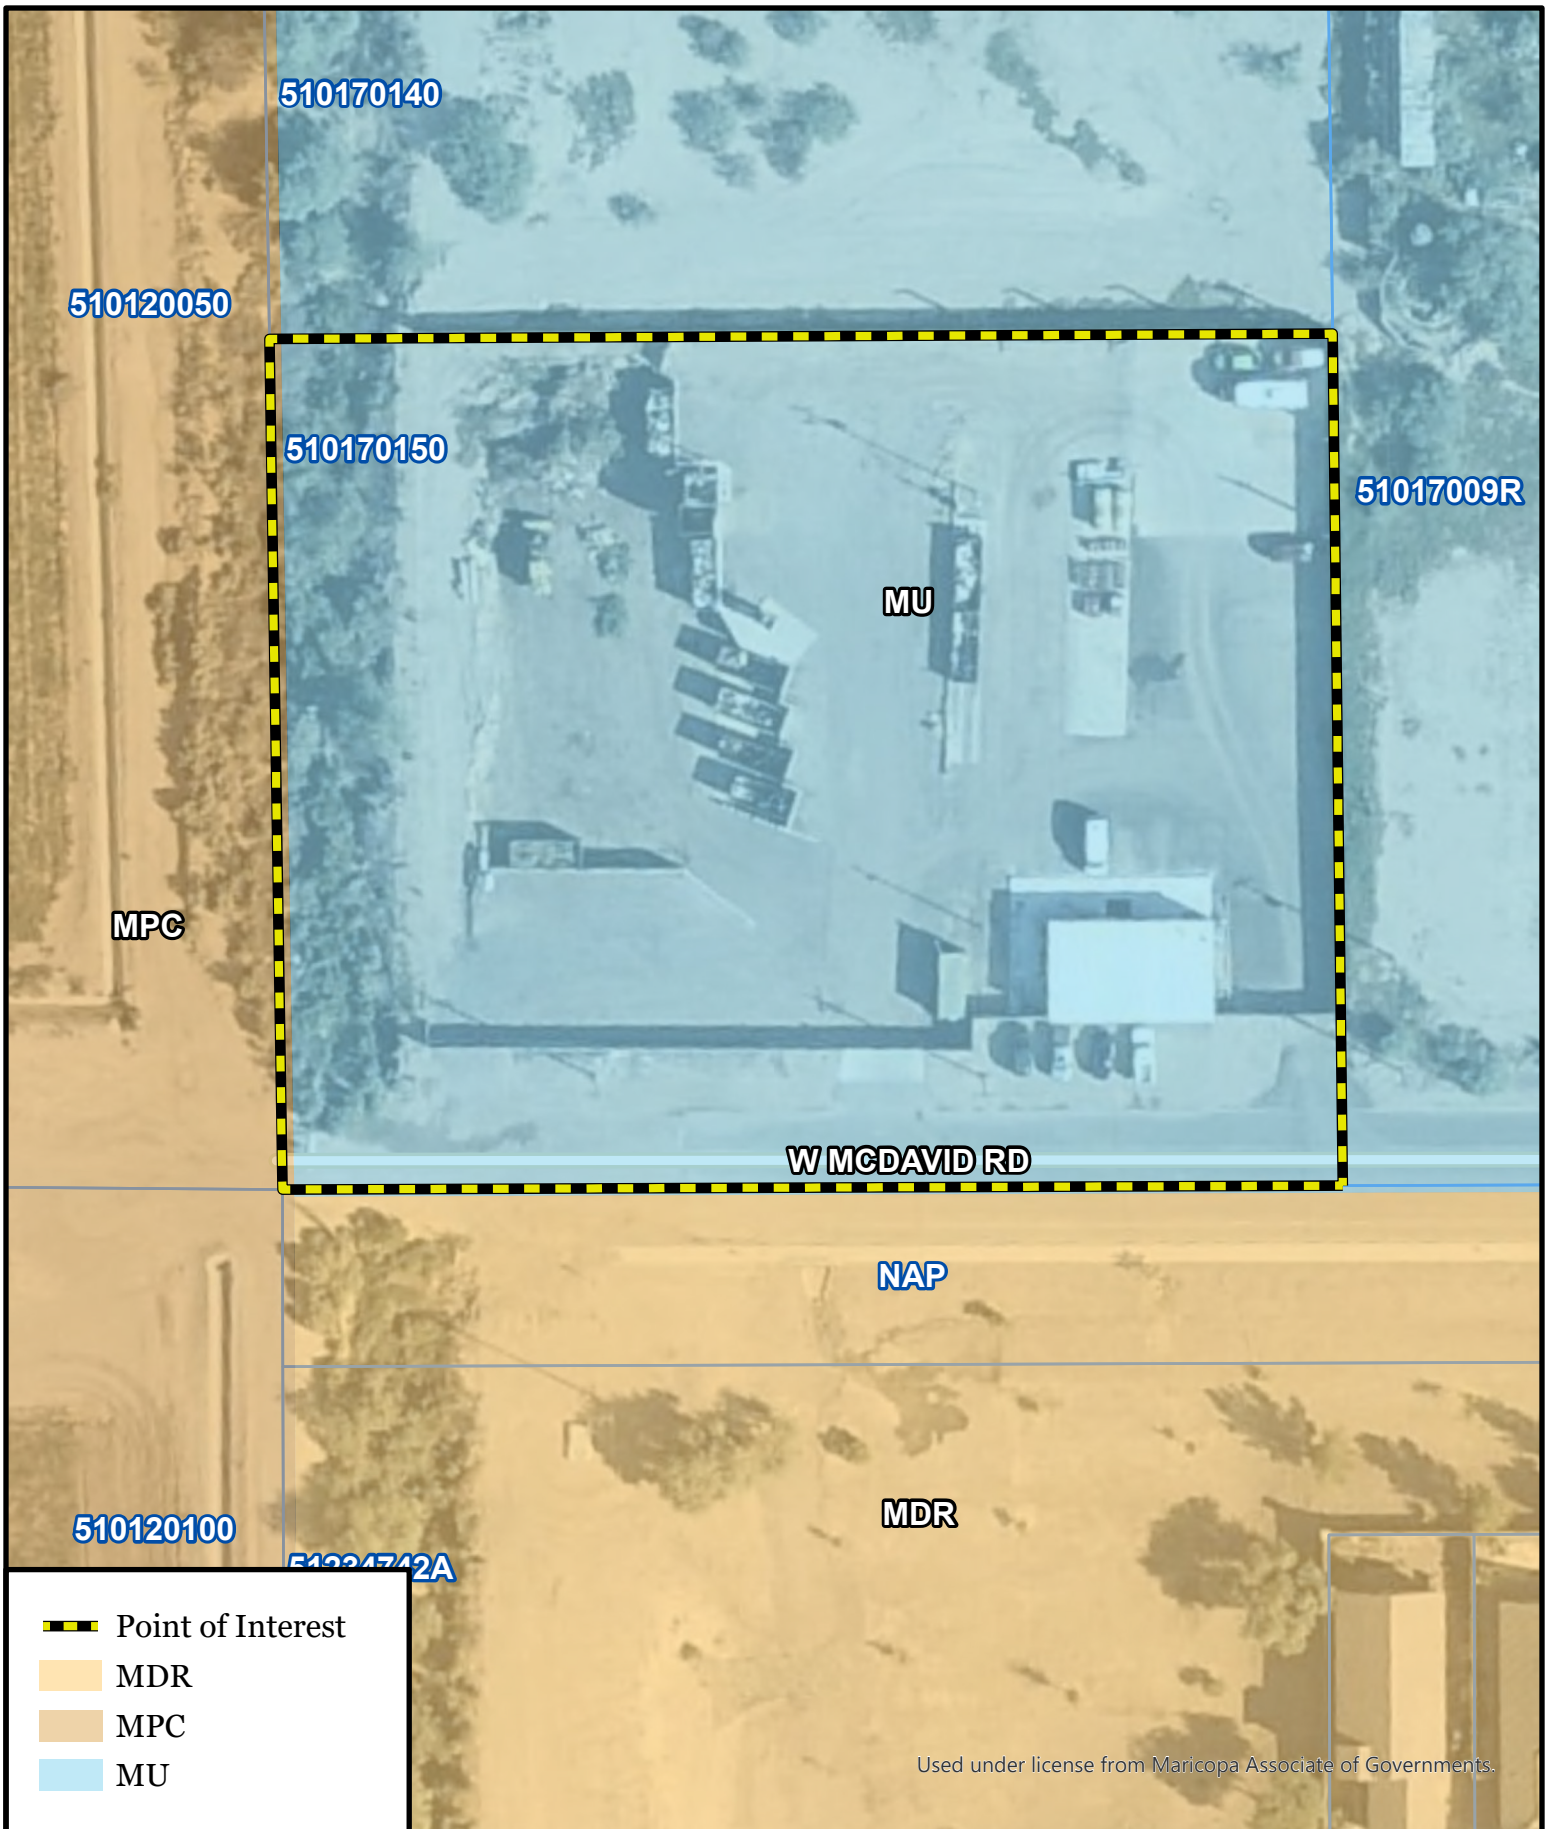 510170140
510120050
510170150
51017009R
MU
MPC
W MCDAVID RD
NAP
MDR
510120100
51234742A
Point of Interest
MDR
MPC
MU
Used under license from Maricopa Associate of Governments.